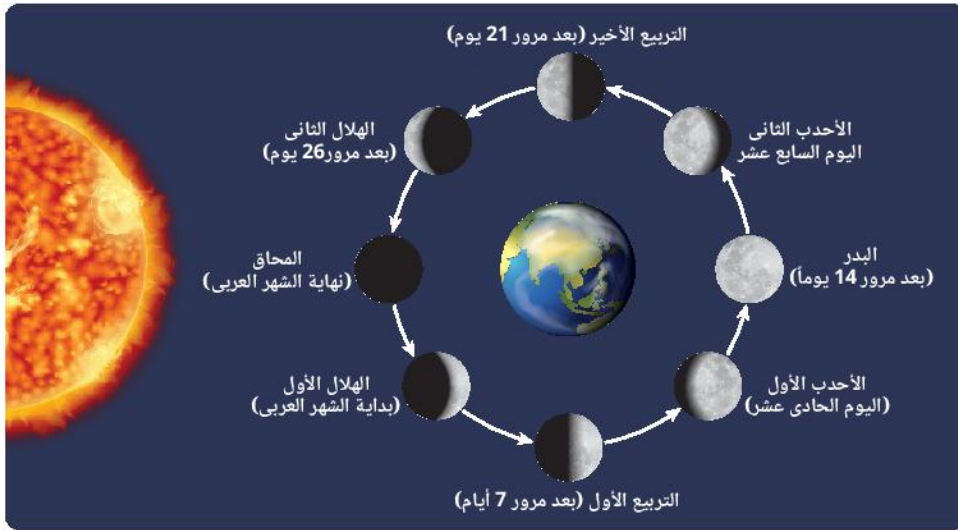 التربيع الأخير (بعد مرور 21 يوم)
الأحدب الثانى
اليوم السابع عشر
الهلال الثانى
(بعد مرور26 يوم)
البدر
(بعد مرور 14 يوماً)
المحاق
(نهاية الشهر العربى)
الأحدب الأول
(اليوم الحادى عشر)
الهلال الأول
(بداية الشهر العربى)
التربيع الأول (بعد مرور 7 أيام)